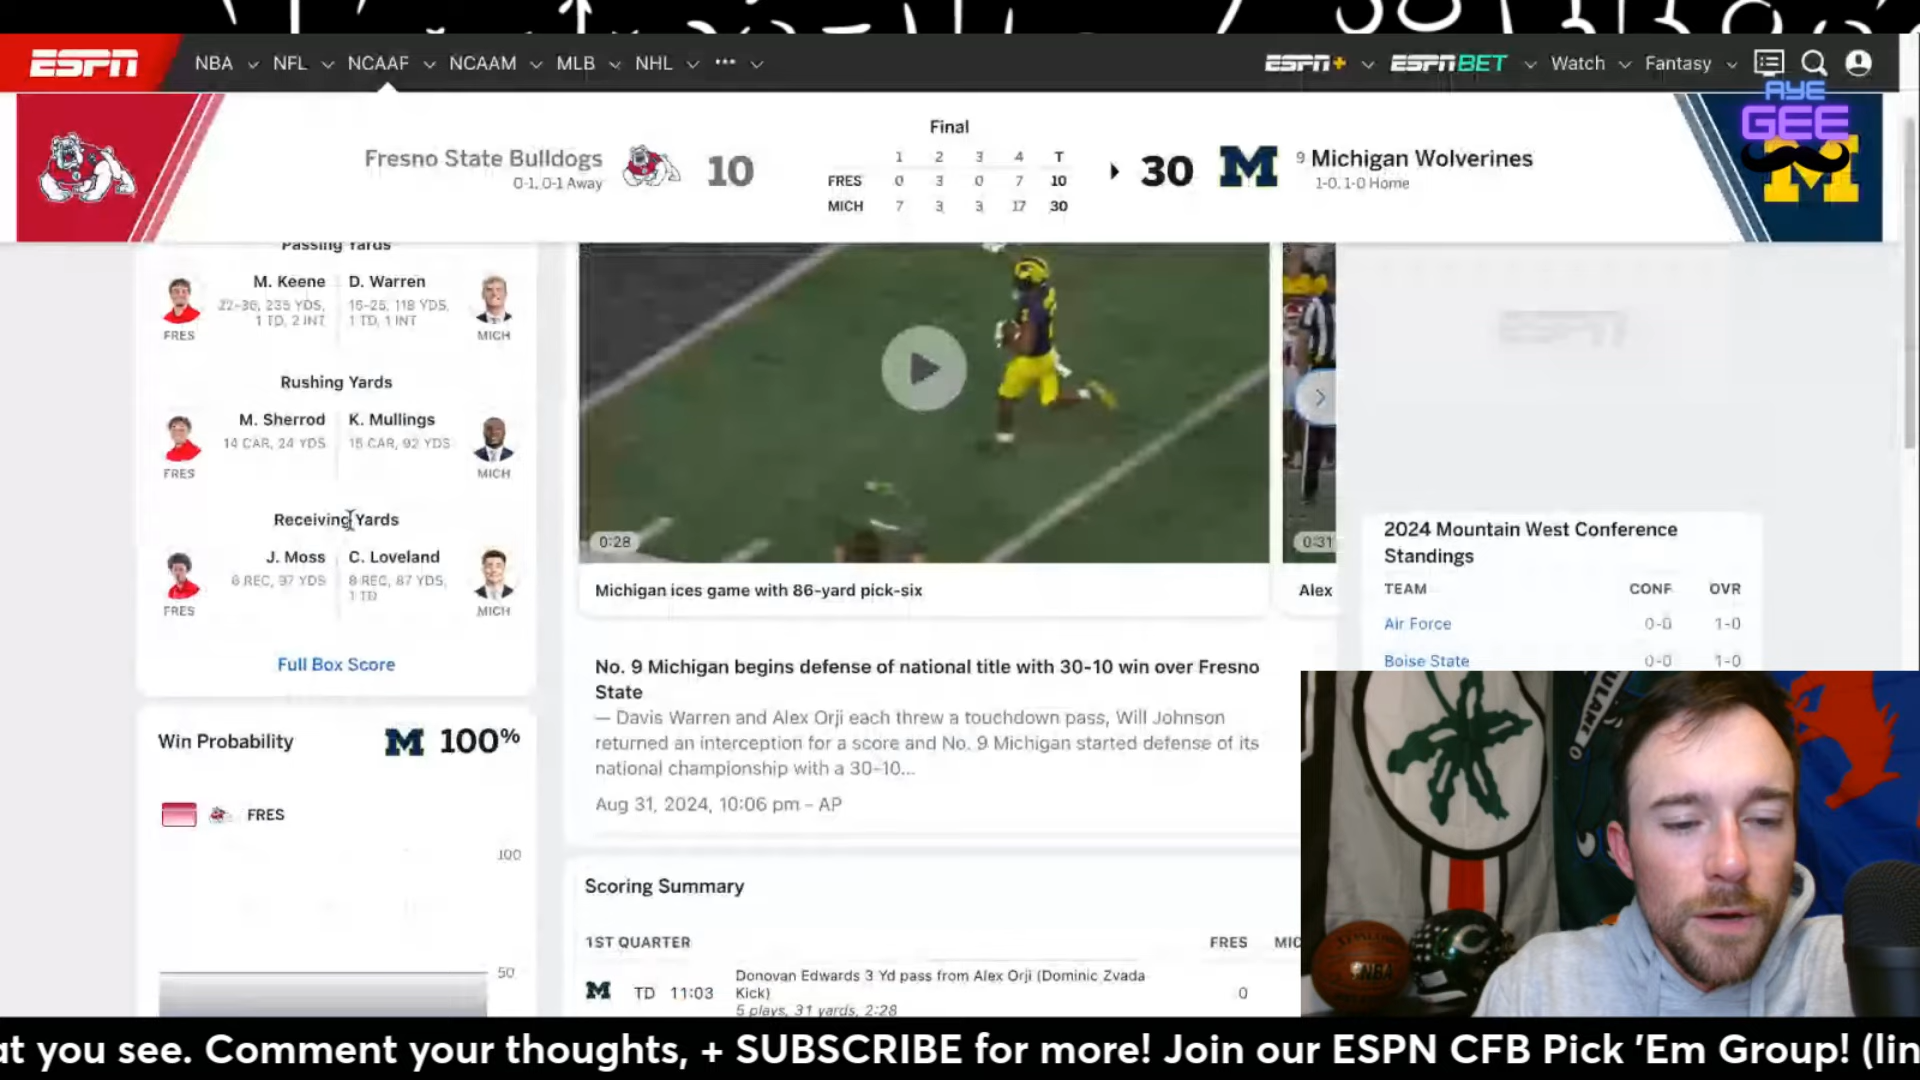 ESPN NBA NFL NCAAF NCAAM MLB NHL ESPN+ ESPN BET Watch Fantasy
AYE
GEE
Final
Fresno State Bulldogs
0-1, 0-1 Away
10
1 2 3 4 T
FRES 0 3 0 7 10
MICH 7 3 3 17 30
30
M
9 Michigan Wolverines
1-0, 1-0 Home
Passing Yards
M. Keene
22-36, 235 YDS,
1 TD, 2 INT
FRES
D. Warren
15-25, 118 YDS,
1 TD, 1 INT
MICH
Rushing Yards
M. Sherrod
14 CAR, 24 YDS
FRES
K. Mullings
15 CAR, 92 YDS
MICH
Receiving Yards
J. Moss
6 REC, 97 YDS
FRES
C. Loveland
8 REC, 87 YDS,
1 TD
MICH
Full Box Score
Win Probability M 100%
FRES
100
50
0:28
Michigan ices game with 86-yard pick-six
0:31
Alex
No. 9 Michigan begins defense of national title with 30-10 win over Fresno
State
— Davis Warren and Alex Orji each threw a touchdown pass, Will Johnson
returned an interception for a score and No. 9 Michigan started defense of its
national championship with a 30-10...
Aug 31, 2024, 10:06 pm - AP
Scoring Summary
1ST QUARTER FRES MIC
M TD 11:03
Donovan Edwards 3 Yd pass from Alex Orji (Dominic Zvada
Kick)
5 plays, 31 yards, 2:28
0
ESPN
2024 Mountain West Conference
Standings
TEAM CONF OVR
Air Force 0-0 1-0
Boise State 0-0 1-0
NBA
at you see. Comment your thoughts, + SUBSCRIBE for more! Join our ESPN CFB Pick 'Em Group! (lin